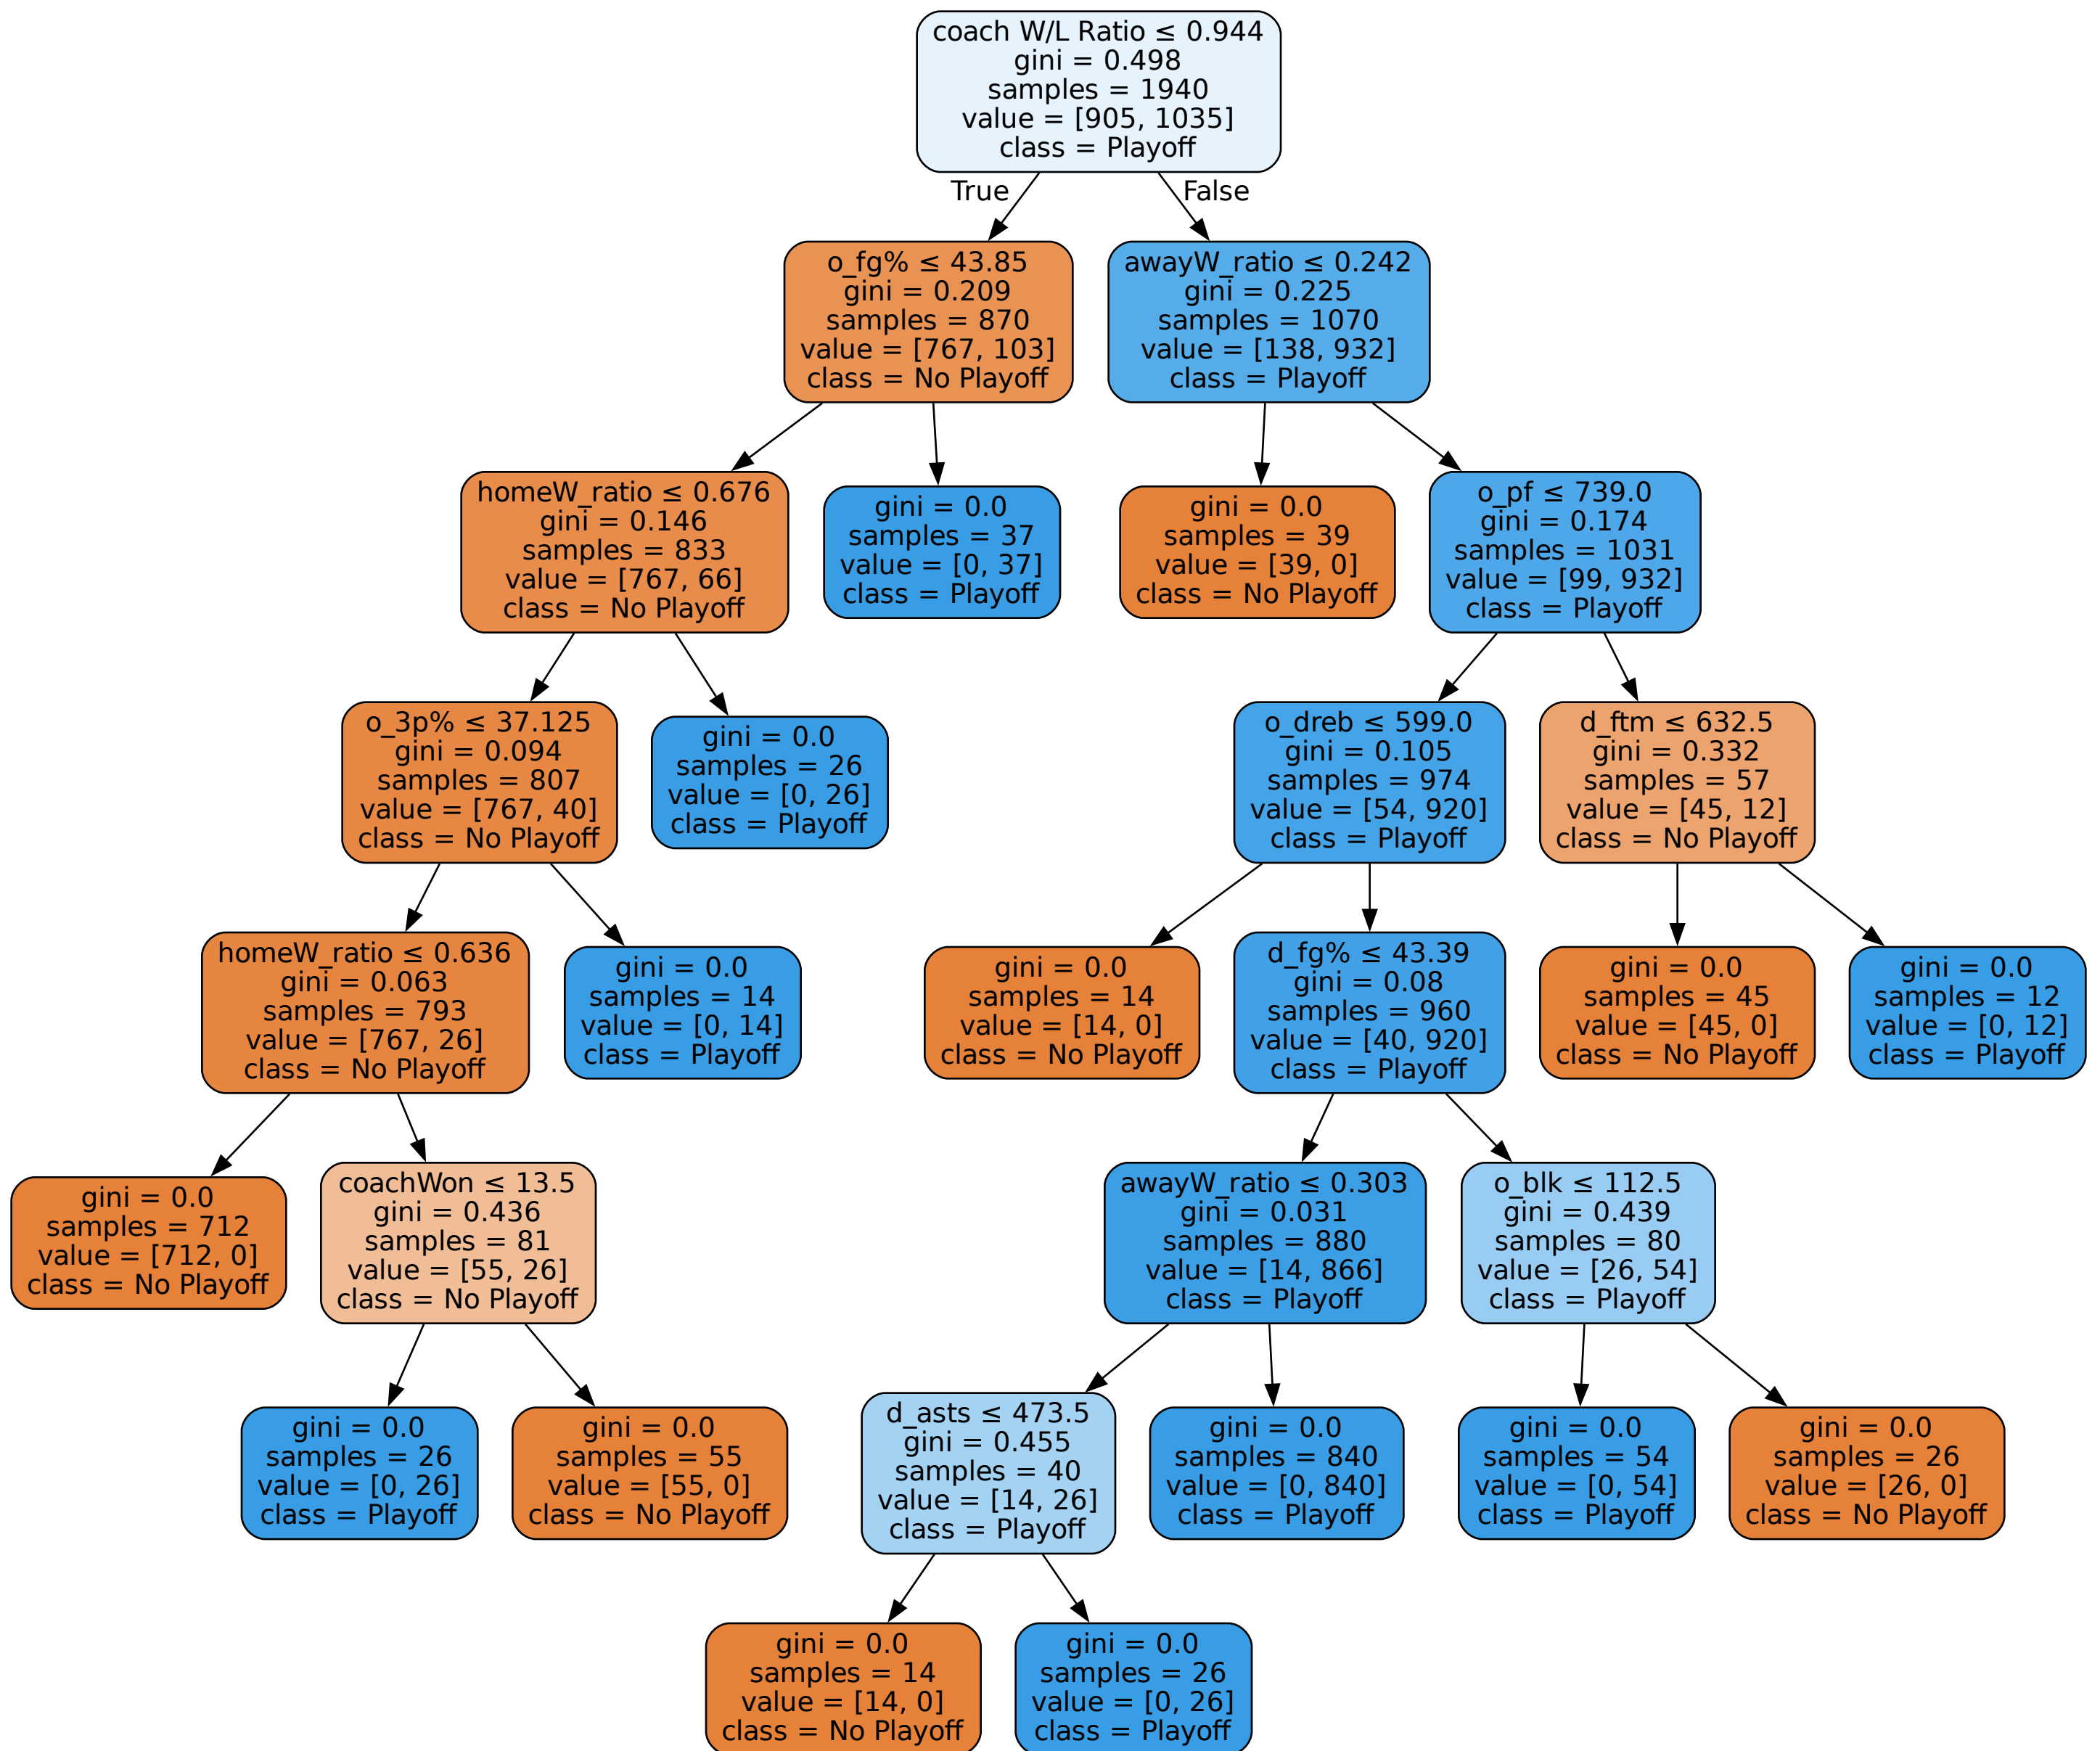 coach W/L Ratio ≤ 0.944
gini = 0.498
samples = 1940
value = [905, 1035]
class = Playoff
True
False
o_fg% ≤ 43.85
gini = 0.209
samples = 870
value = [767, 103]
class = No Playoff
awayW_ratio ≤ 0.242
gini = 0.225
samples = 1070
value = [138, 932]
class = Playoff
homeW_ratio ≤ 0.676
gini = 0.146
samples = 833
value = [767, 66]
class = No Playoff
gini = 0.0
samples = 37
value = [0, 37]
class = Playoff
gini = 0.0
samples = 39
value = [39, 0]
class = No Playoff
o_pf ≤ 739.0
gini = 0.174
samples = 1031
value = [99, 932]
class = Playoff
o_3p% ≤ 37.125
gini = 0.094
samples = 807
value = [767, 40]
class = No Playoff
gini = 0.0
samples = 26
value = [0, 26]
class = Playoff
o_dreb ≤ 599.0
gini = 0.105
samples = 974
value = [54, 920]
class = Playoff
d_ftm ≤ 632.5
gini = 0.332
samples = 57
value = [45, 12]
class = No Playoff
homeW_ratio ≤ 0.636
gini = 0.063
samples = 793
value = [767, 26]
class = No Playoff
gini = 0.0
samples = 14
value = [0, 14]
class = Playoff
gini = 0.0
samples = 14
value = [14, 0]
class = No Playoff
d_fg% ≤ 43.39
gini = 0.08
samples = 960
value = [40, 920]
class = Playoff
gini = 0.0
samples = 45
value = [45, 0]
class = No Playoff
gini = 0.0
samples = 12
value = [0, 12]
class = Playoff
gini = 0.0
samples = 712
value = [712, 0]
class = No Playoff
coachWon ≤ 13.5
gini = 0.436
samples = 81
value = [55, 26]
class = No Playoff
awayW_ratio ≤ 0.303
gini = 0.031
samples = 880
value = [14, 866]
class = Playoff
o_blk ≤ 112.5
gini = 0.439
samples = 80
value = [26, 54]
class = Playoff
gini = 0.0
samples = 26
value = [0, 26]
class = Playoff
gini = 0.0
samples = 55
value = [55, 0]
class = No Playoff
d_asts ≤ 473.5
gini = 0.455
samples = 40
value = [14, 26]
class = Playoff
gini = 0.0
samples = 840
value = [0, 840]
class = Playoff
gini = 0.0
samples = 54
value = [0, 54]
class = Playoff
gini = 0.0
samples = 26
value = [26, 0]
class = No Playoff
gini = 0.0
samples = 14
value = [14, 0]
class = No Playoff
gini = 0.0
samples = 26
value = [0, 26]
class = Playoff